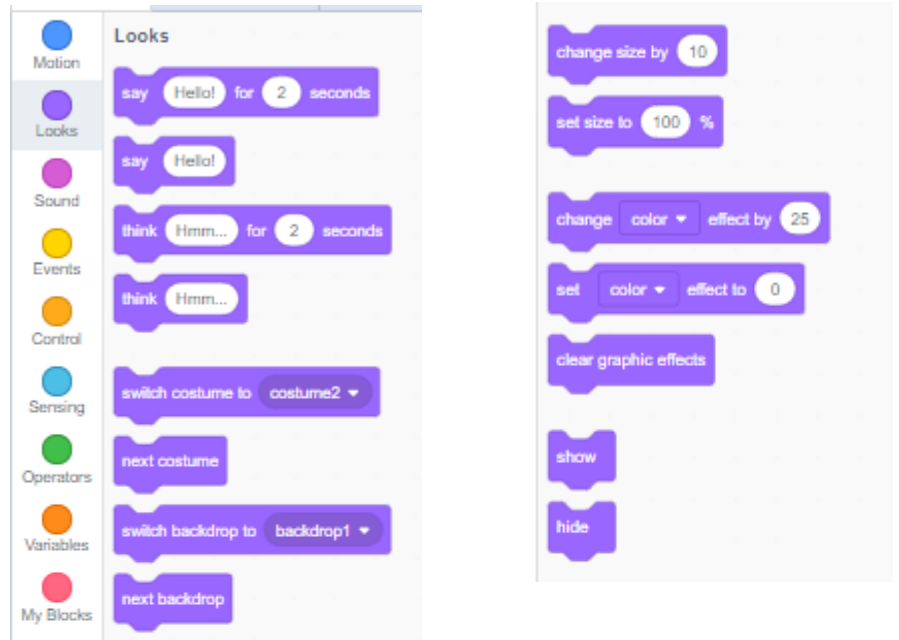 Motion
Looks
Sound
Events
Control
Sensing
Operators
Variables
My Blocks
Looks
say Hello! for 2 seconds
say Hello!
think Hmm... for 2 seconds
think Hmm...
switch costume to costume2
next costume
switch backdrop to backdrop1
next backdrop
change size by 10
set size to 100 %
change color effect by 25
set color effect to 0
clear graphic effects
show
hide